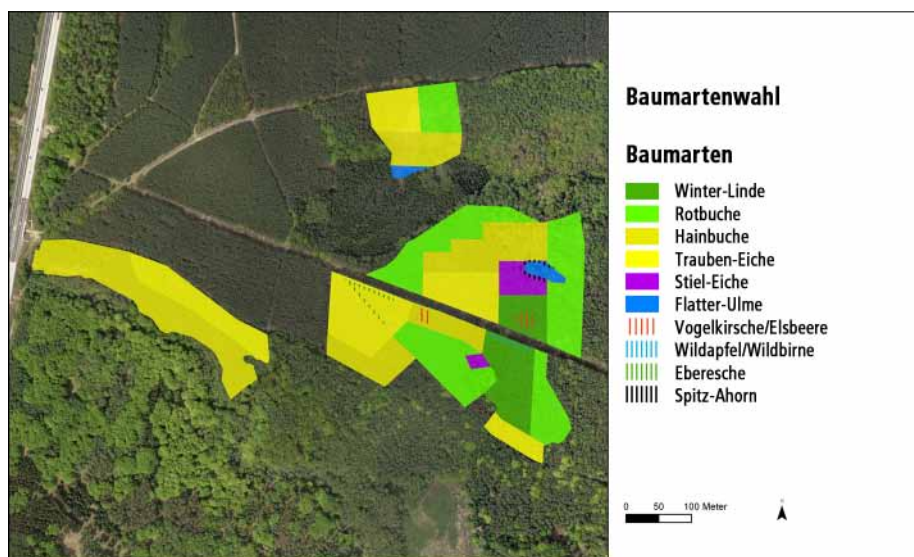 Baumartenwahl
Baumarten
Winter-Linde
Rotbuche
Hainbuche
Trauben-Eiche
Stiel-Eiche
Flatter-Ulme
Vogelkirsche/Elsbeere
Wildapfel/Wildbirne
Eberesche
Spitz-Ahorn
0 50 100 Meter